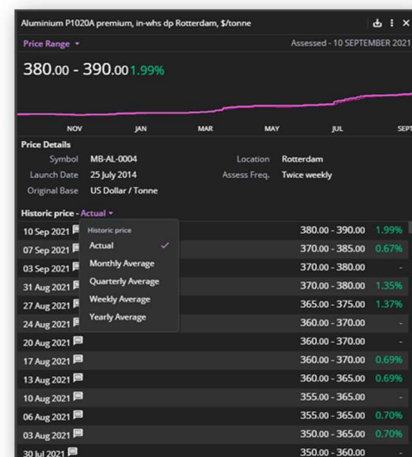 Aluminium P1020A premium, in-whs dp Rotterdam, $/tonne
Price Range
Assessed - 10 SEPTEMBER 2021
380.00 - 390.00 1.99%
NOV JAN MAR MAY JUL SEPT
Price Details
Symbol MB-AL-0004 Location Rotterdam
Launch Date 25 July 2014 Assess Freq. Twice weekly
Original Base US Dollar / Tonne
Historic price - Actual
Historic price
Actual
Monthly Average
Quarterly Average
Weekly Average
Yearly Average
10 Sep 2021 380.00 - 390.00 1.99%
07 Sep 2021 370.00 - 385.00 0.67%
03 Sep 2021 370.00 - 380.00 -
31 Aug 2021 370.00 - 380.00 1.35%
27 Aug 2021 365.00 - 375.00 1.37%
24 Aug 2021 360.00 - 370.00 -
20 Aug 2021 360.00 - 370.00 -
17 Aug 2021 360.00 - 370.00 0.69%
13 Aug 2021 360.00 - 365.00 0.69%
10 Aug 2021 355.00 - 365.00 -
06 Aug 2021 355.00 - 365.00 0.70%
03 Aug 2021 350.00 - 365.00 0.70%
30 Jul 2021 350.00 - 360.00 -